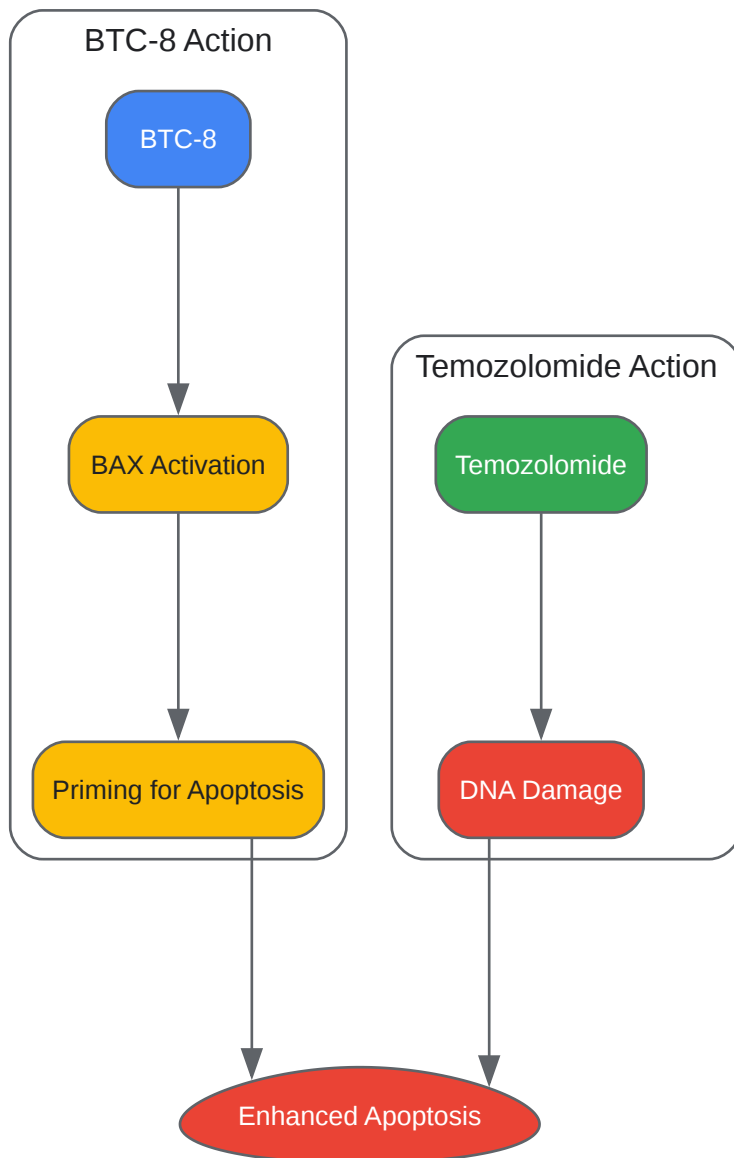 BTC-8 Action
BTC-8
BAX Activation
Priming for Apoptosis
Temozolomide Action
Temozolomide
DNA Damage
Enhanced Apoptosis